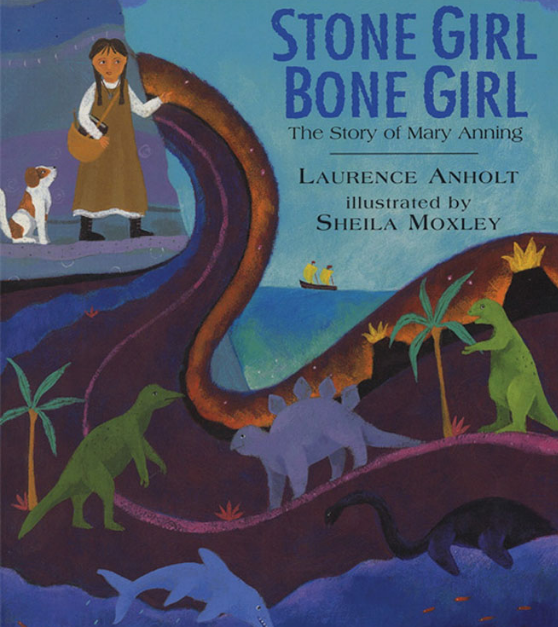 STONE GIRL
BONE GIRL
The Story of Mary Anning
LAURENCE ANHOLT
illustrated by
SHEILA MOXLEY